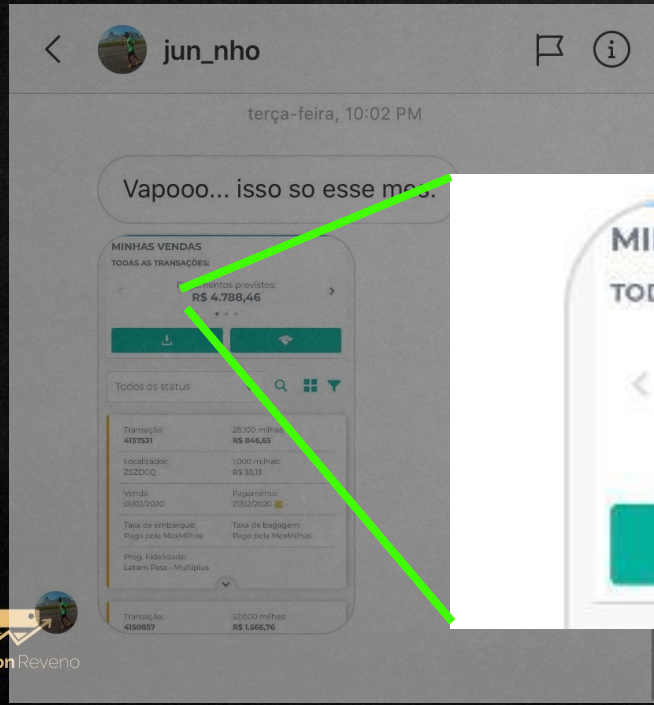 jun_nho
terça-feira, 10:02 PM
Vapooo... isso so esse mes.
MINHAS VENDAS
TODAS AS TRANSAÇÕES:
previstos:
R$ 4.788,46
Todos os status
Transação: 28.100 milhas:
4157531 R$ 846,65
Localizador: 1.000 milhas:
ZSZDCQ R$ 30,13
Venda: Pagamento:
01/02/2020 21/02/2020
Taxa de embarque: Taxa de bagagem:
Paga pela MaxMilhas Paga pela MaxMilhas
Prog. Fidelidade:
Latam Pass - Multiplus
Transação: 52.000 milhas:
4150857 R$ 1.566,76
MI
TOD
on Reveno